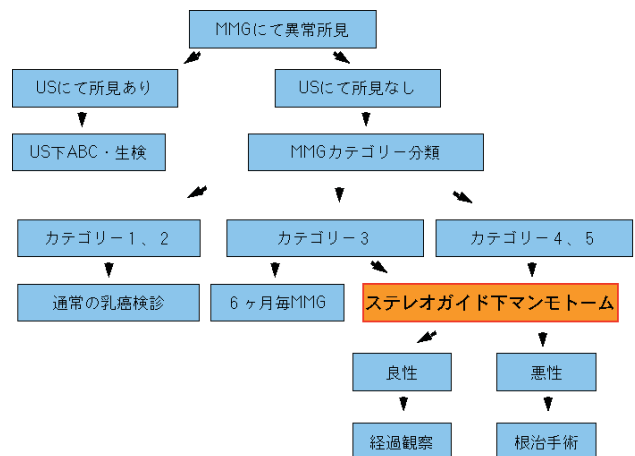 MMGにて異常所見
USにて所見あり
USにて所見なし
US下ABC・生検
MMGカテゴリー分類
カテゴリー1、2
カテゴリー3
カテゴリー4、5
通常の乳癌検診
6ヶ月毎MMG
ステレオガイド下マンモトーム
良性
悪性
経過観察
根治手術